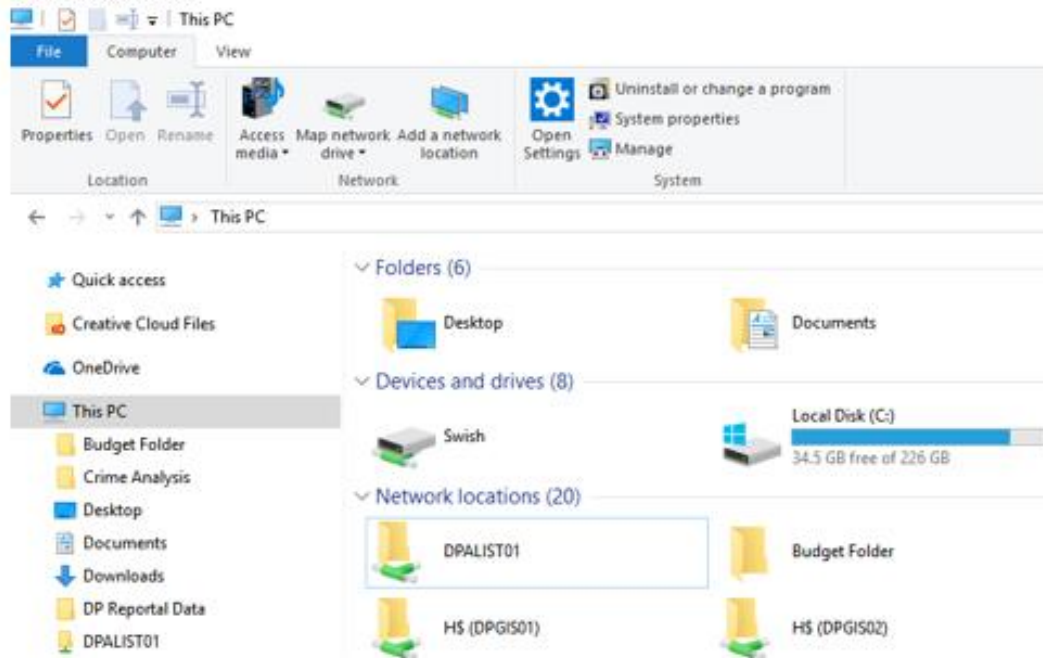 This PC
File Computer View
Properties Open Rename Access media Map network drive Add a network location Open Settings Uninstall or change a program
System properties
Manage
Location Network System
This PC
Quick access
Creative Cloud Files
OneDrive
This PC
Budget Folder
Crime Analysis
Desktop
Documents
Downloads
DP Reportal Data
DPALIST01
Folders (6)
Desktop Documents
Devices and drives (8)
Swish Local Disk (C:)
34.5 GB free of 226 GB
Network locations (20)
DPALIST01 Budget Folder
H$ (DPGIS01) H$ (DPGIS02)